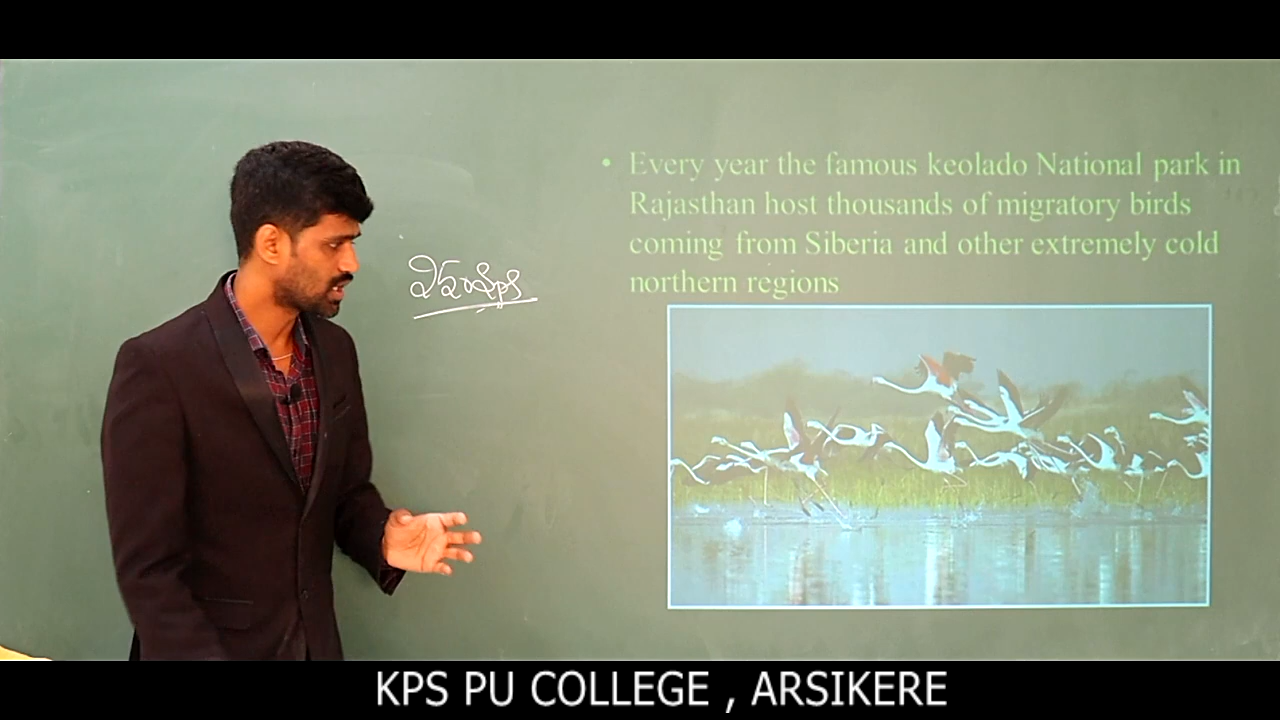 • Every year the famous keolado National park in
Rajasthan host thousands of migratory birds
coming from Siberia and other extremely cold
northern regions
KPS PU COLLEGE , ARSIKERE